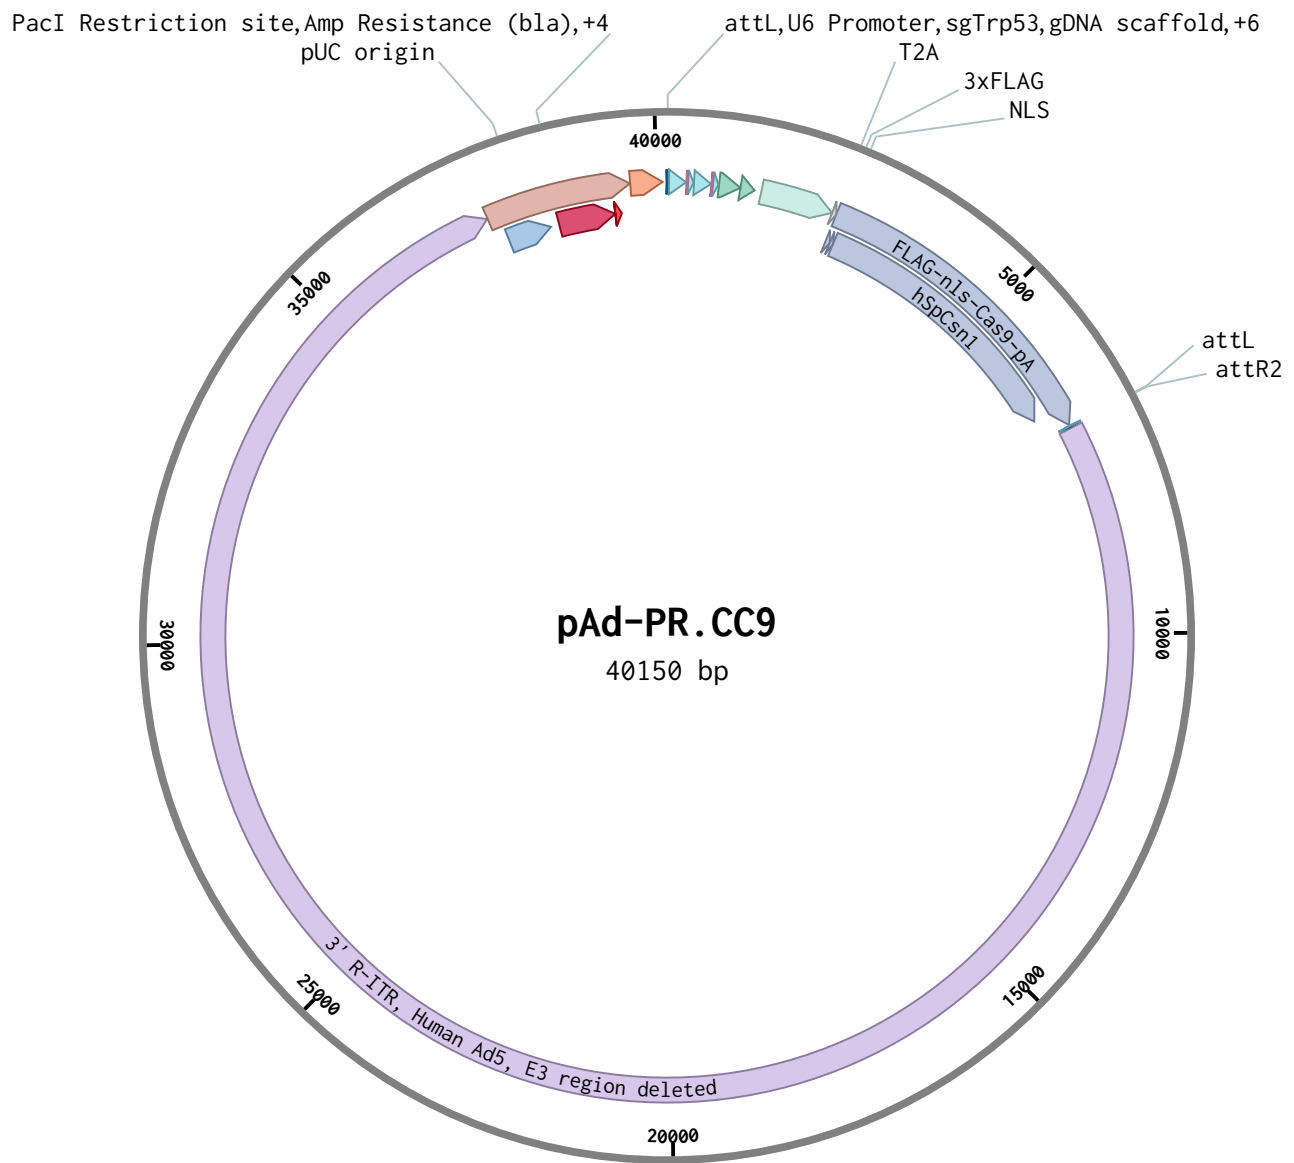 PacI Restriction site,Amp Resistance (bla),+4
attL,U6 Promoter,sgTrp53,gDNA scaffold,+6
pUC origin
T2A
3xFLAG
NLS
40000
35000
5000
FLAG-nls-Cas9-pA
hSpCsn1
attL
attR2
pAd-PR.CC9
40150 bp
30000
10000
25000
15000
3' R-ITR, Human Ad5, E3 region deleted
20000